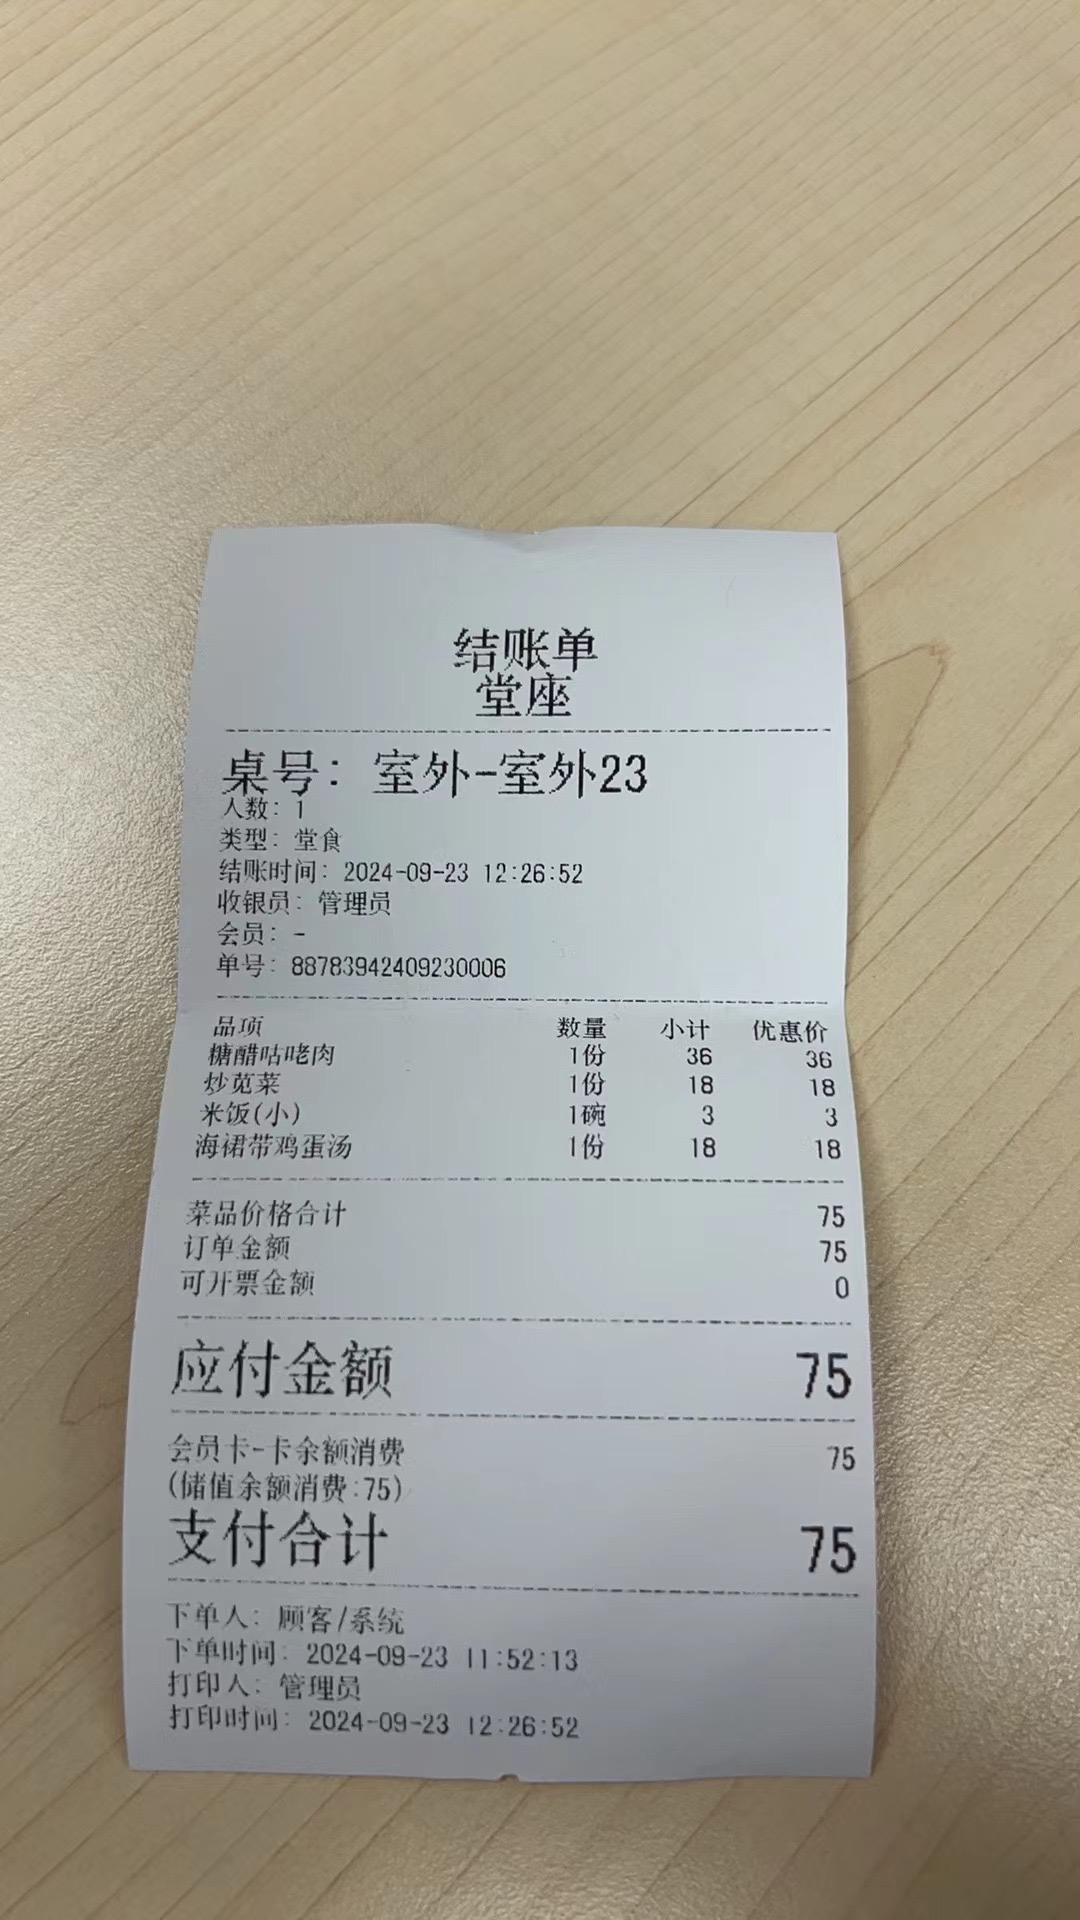 结账单
堂座
桌号: 室外-室外23
人数: 1
类型: 堂食
结账时间: 2024-09-23 12:26:52
收银员: 管理员
会员: -
单号: 88783942409230006
品项 数量 小计 优惠价
糖醋咕咾肉 1份 36 36
炒苋菜 1份 18 18
米饭(小) 1碗 3 3
海裙带鸡蛋汤 1份 18 18
菜品价格合计 75
订单金额 75
可开票金额 0
应付金额 75
会员卡-卡余额消费 75
(储值余额消费:75)
支付合计 75
下单人: 顾客/系统
下单时间: 2024-09-23 11:52:13
打印人: 管理员
打印时间: 2024-09-23 12:26:52